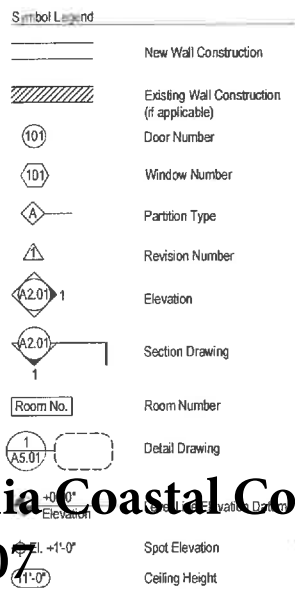 Symbol Legend
New Wall Construction
Existing Wall Construction
(if applicable)
101 Door Number
101 Window Number
A Partition Type
1 Revision Number
A2.01 1 Elevation
A2.01 Section Drawing
1
Room No. Room Number
1
A5.01 Detail Drawing
Coastal
Elevation Elevation
El. +1'-0" Spot Elevation
07
11'-0" Ceiling Height